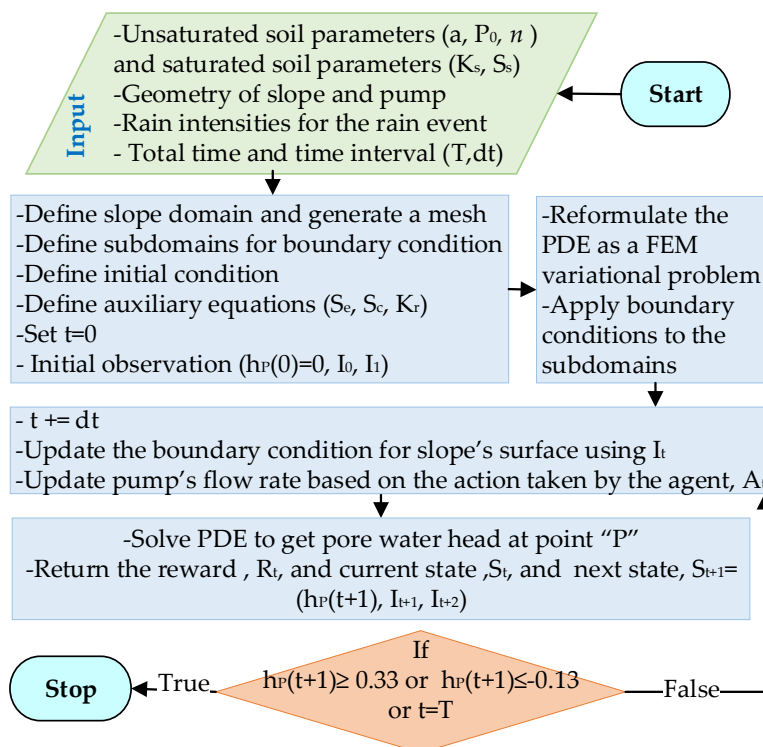 -Unsaturated soil parameters (a, P₀, n )
and saturated soil parameters (Kₛ, Sₛ)
-Geometry of slope and pump
-Rain intensities for the rain event
- Total time and time interval (T,dt)
Input
Start
-Define slope domain and generate a mesh
-Define subdomains for boundary condition
-Define initial condition
-Define auxiliary equations (Sₑ, S꜀, Kᵣ)
-Set t=0
- Initial observation (hₚ(0)=0, I₀, I₁)
-Reformulate the
PDE as a FEM
variational problem
-Apply boundary
conditions to the
subdomains
- t += dt
-Update the boundary condition for slope’s surface using Iₜ
-Update pump’s flow rate based on the action taken by the agent, A
-Solve PDE to get pore water head at point “P”
-Return the reward , Rₜ, and current state ,Sₜ, and next state, Sₜ₊₁=
(hₚ(t+1), Iₜ₊₁, Iₜ₊₂)
If
hₚ(t+1)≥ 0.33 or hₚ(t+1)≤-0.13
or t=T
True
Stop
False